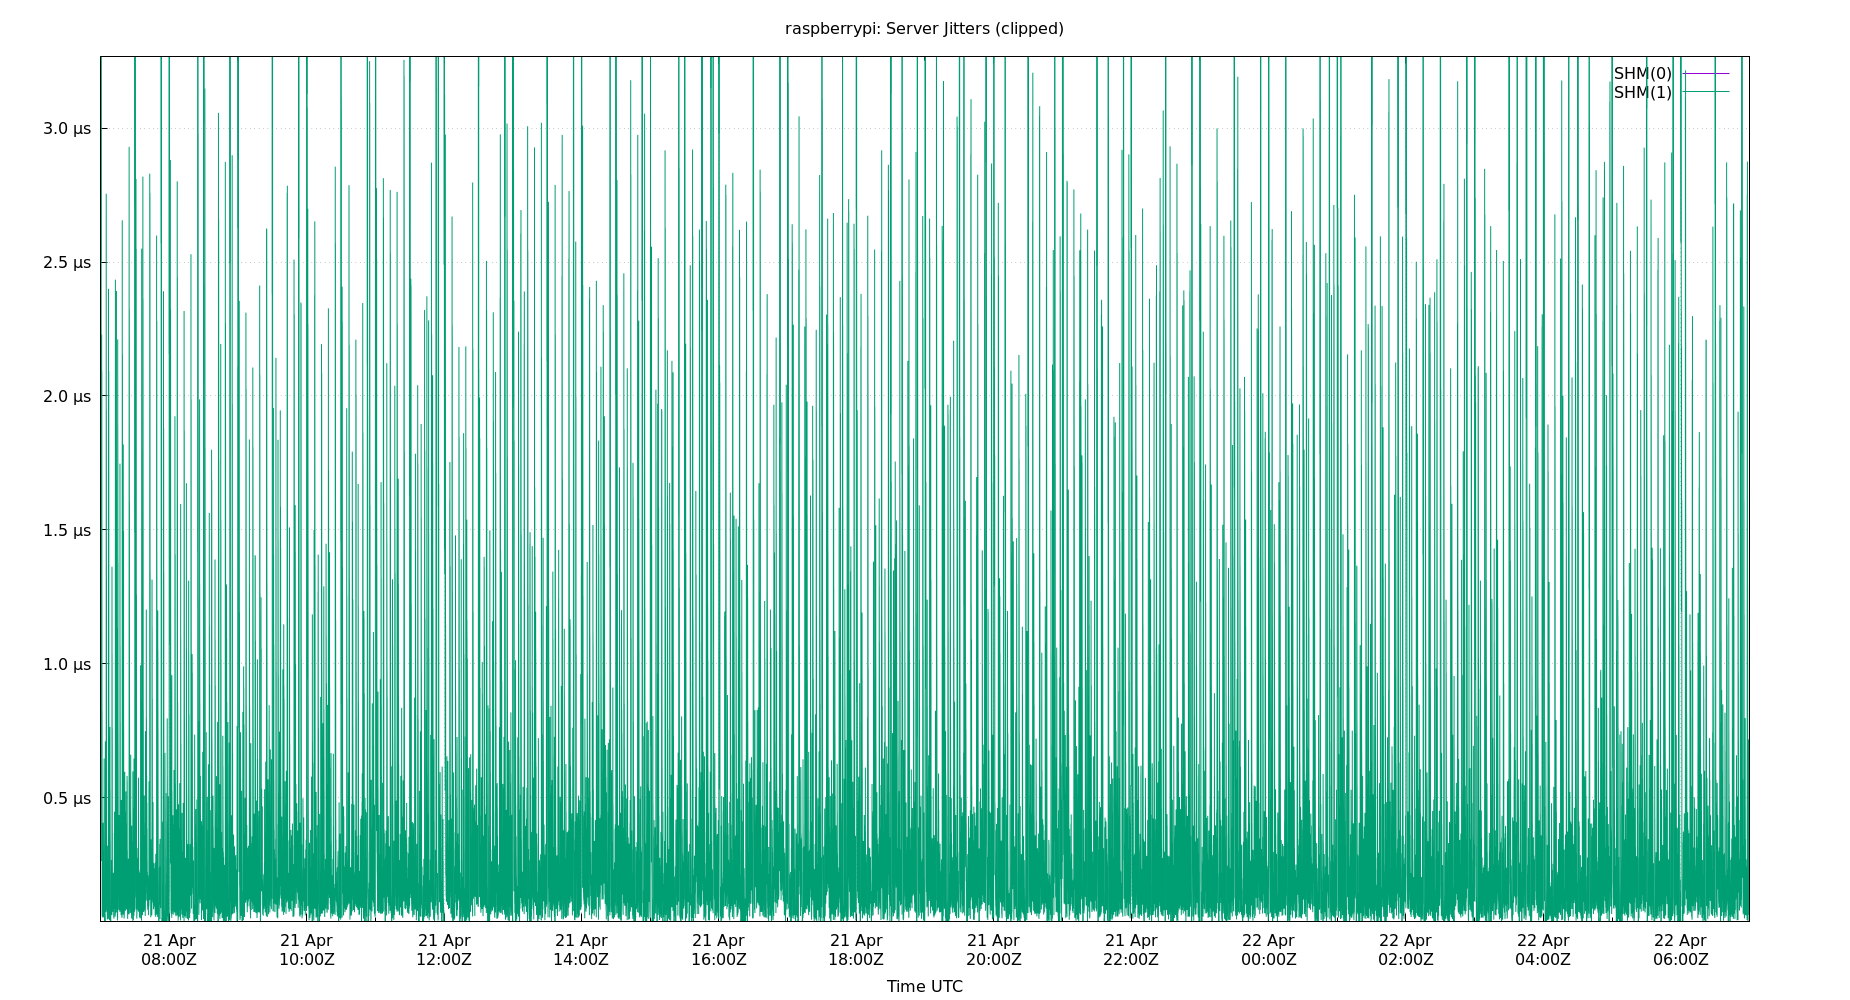 raspberrypi: Server Jitters (clipped)
SHM(0)
SHM(1)
3.0 µs
2.5 µs
2.0 µs
1.5 µs
1.0 µs
0.5 µs
21 Apr 21 Apr 21 Apr 21 Apr 21 Apr 21 Apr 21 Apr 21 Apr 22 Apr 22 Apr 22 Apr 22 Apr
08:00Z 10:00Z 12:00Z 14:00Z 16:00Z 18:00Z 20:00Z 22:00Z 00:00Z 02:00Z 04:00Z 06:00Z
Time UTC